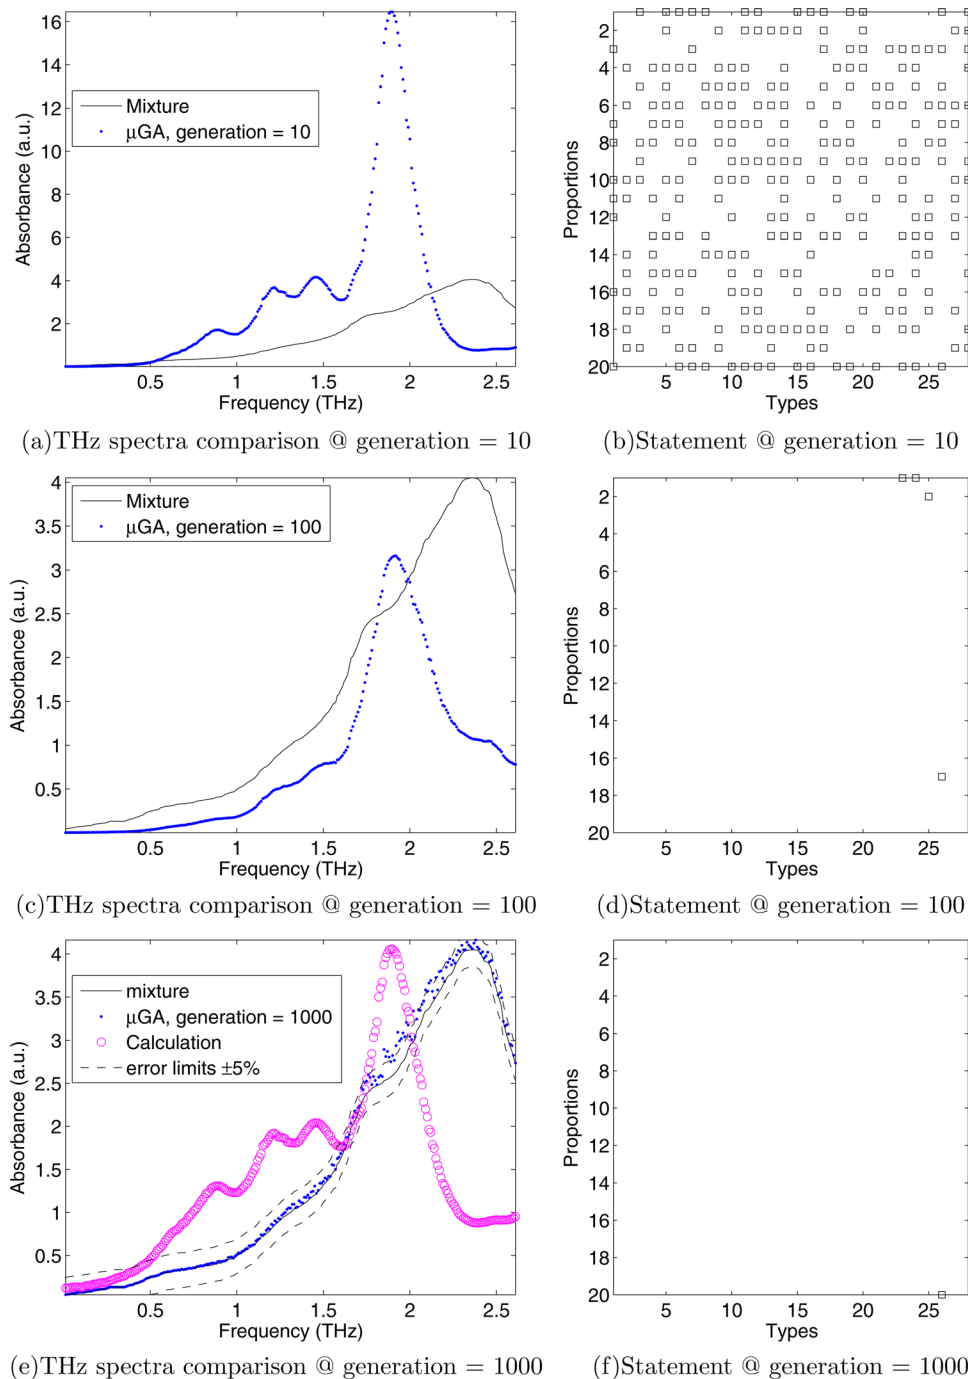 16
14
12
10
8
6
4
2
Absorbance (a.u.)
Mixture
μGA, generation = 10
0.5 1 1.5 2 2.5
Frequency (THz)
2
4
6
8
10
12
14
16
18
20
Proportions
5 10 15 20 25
Types
(a)THz spectra comparison @ generation = 10
(b)Statement @ generation = 10
4
3.5
3
2.5
2
1.5
1
0.5
Absorbance (a.u.)
Mixture
μGA, generation = 100
0.5 1 1.5 2 2.5
Frequency (THz)
2
4
6
8
10
12
14
16
18
20
Proportions
5 10 15 20 25
Types
(c)THz spectra comparison @ generation = 100
(d)Statement @ generation = 100
4
3.5
3
2.5
2
1.5
1
0.5
Absorbance (a.u.)
mixture
μGA, generation = 1000
Calculation
error limits ±5%
0.5 1 1.5 2 2.5
Frequency (THz)
2
4
6
8
10
12
14
16
18
20
Proportions
5 10 15 20 25
Types
(e)THz spectra comparison @ generation = 1000
(f)Statement @ generation = 1000